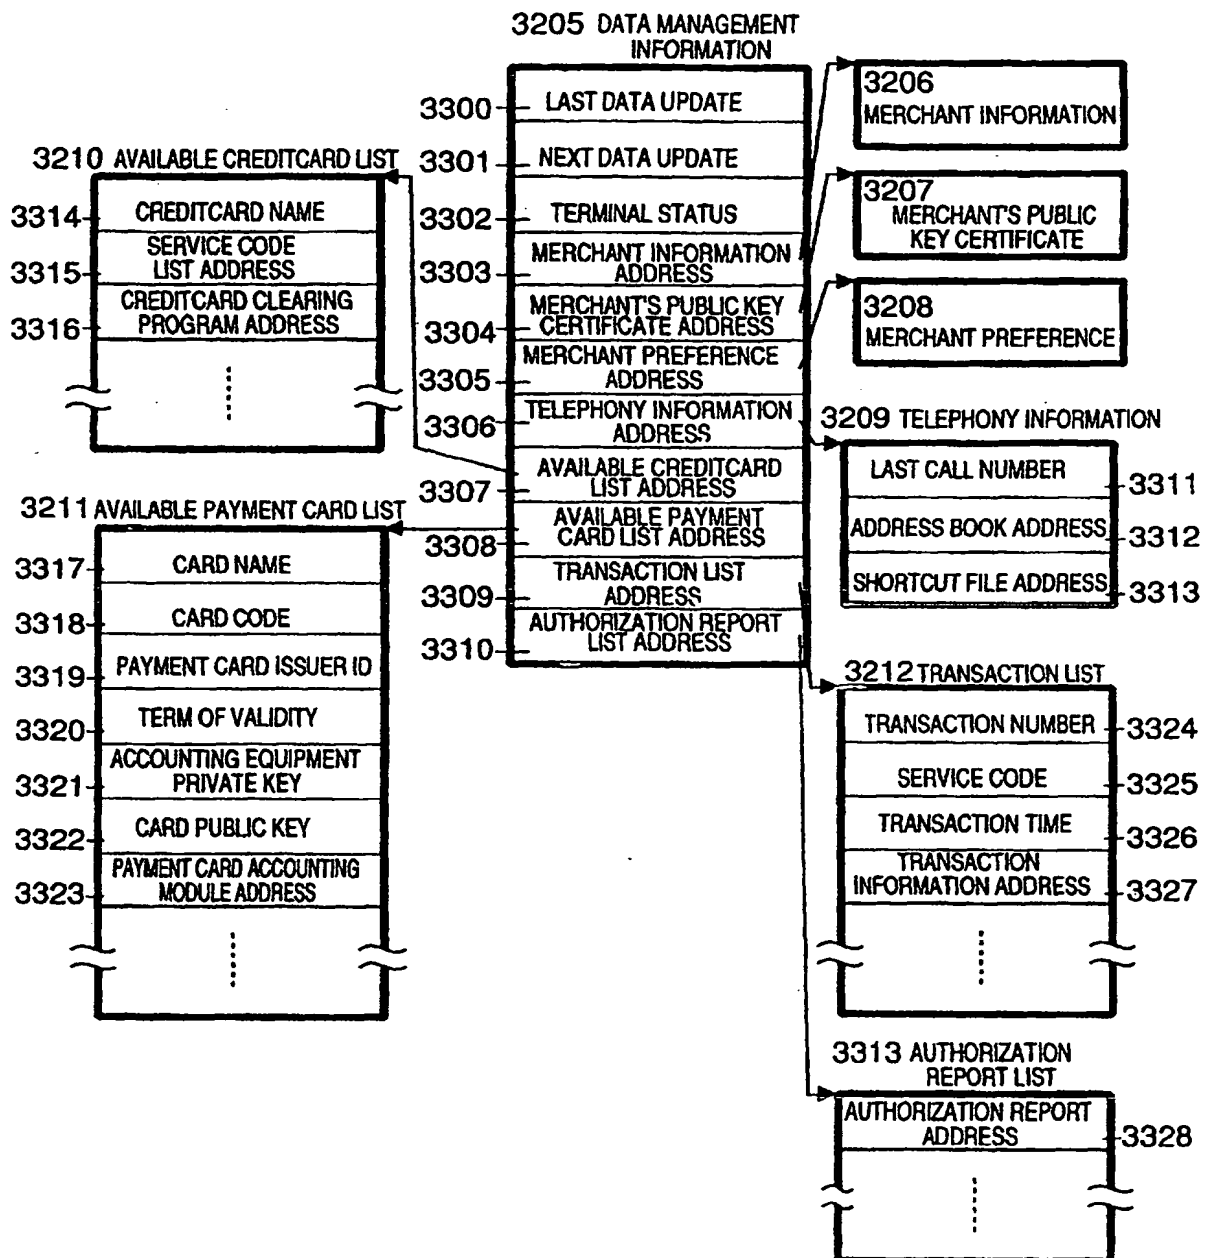 3205 DATA MANAGEMENT
INFORMATION
3300 LAST DATA UPDATE
3301 NEXT DATA UPDATE
3302 TERMINAL STATUS
3303 MERCHANT INFORMATION
ADDRESS
3304 MERCHANT'S PUBLIC KEY
CERTIFICATE ADDRESS
3305 MERCHANT PREFERENCE
ADDRESS
3306 TELEPHONY INFORMATION
ADDRESS
3307 AVAILABLE CREDITCARD
LIST ADDRESS
3308 AVAILABLE PAYMENT
CARD LIST ADDRESS
3309 TRANSACTION LIST
ADDRESS
3310 AUTHORIZATION REPORT
LIST ADDRESS
3210 AVAILABLE CREDITCARD LIST
3314 CREDITCARD NAME
3315 SERVICE CODE
LIST ADDRESS
3316 CREDITCARD CLEARING
PROGRAM ADDRESS
3211 AVAILABLE PAYMENT CARD LIST
3317 CARD NAME
3318 CARD CODE
3319 PAYMENT CARD ISSUER ID
3320 TERM OF VALIDITY
3321 ACCOUNTING EQUIPMENT
PRIVATE KEY
3322 CARD PUBLIC KEY
3323 PAYMENT CARD ACCOUNTING
MODULE ADDRESS
3206
MERCHANT INFORMATION
3207
MERCHANT'S PUBLIC
KEY CERTIFICATE
3208
MERCHANT PREFERENCE
3209 TELEPHONY INFORMATION
LAST CALL NUMBER 3311
ADDRESS BOOK ADDRESS 3312
SHORTCUT FILE ADDRESS 3313
3212 TRANSACTION LIST
TRANSACTION NUMBER 3324
SERVICE CODE 3325
TRANSACTION TIME 3326
TRANSACTION
INFORMATION ADDRESS 3327
3313 AUTHORIZATION
REPORT LIST
AUTHORIZATION REPORT
ADDRESS 3328